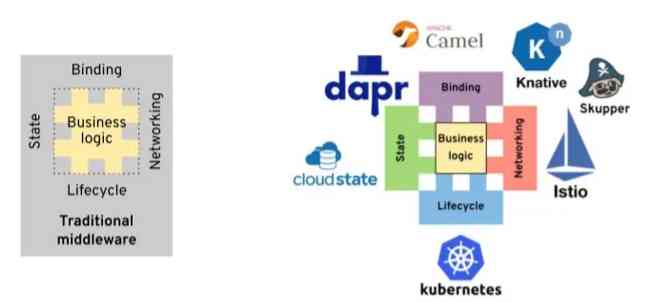 Binding
State
Business
logic
Networking
Lifecycle
Traditional
middleware
APACHE
Camel
dapr
K
n
Knative
Skupper
Binding
cloudstate
State
Business
logic
Networking
Istio
Lifecycle
kubernetes